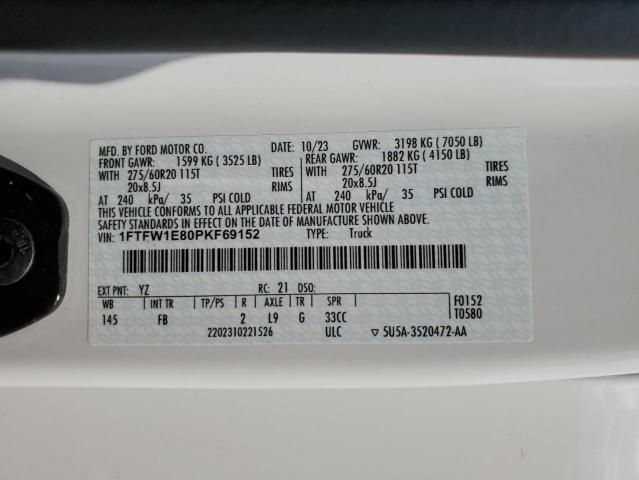 MFD. BY FORD MOTOR CO. DATE: 10/23 GVWR: 3198 KG ( 7050 LB)
FRONT GAWR: 1599 KG ( 3525 LB) REAR GAWR: 1882 KG ( 4150 LB)
WITH 275/60R20 115T TIRES WITH 275/60R20 115T TIRES
20x8.5J RIMS 20x8.5J RIMS
AT 240 kPa/ 35 PSI COLD AT 240 kPa/ 35 PSI COLD
THIS VEHICLE CONFORMS TO ALL APPLICABLE FEDERAL MOTOR VEHICLE
SAFETY STANDARDS IN EFFECT ON THE DATE OF MANUFACTURE SHOWN ABOVE.
VIN: 1FTFW1E80PKF69152 TYPE: Truck
EXT PNT: YZ RC: 21 DSO:
WB INT TR TP/PS R AXLE TR SPR F0152
145 FB 2 L9 G 33CC T0580
2202310221526 ULC 5U5A-3520472-AA